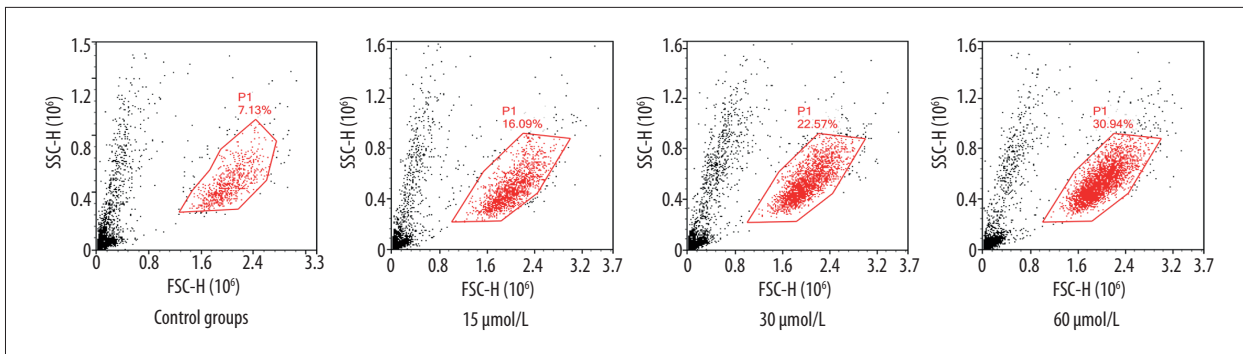 1.5
1.2
0.8
0.4
0
SSC-H (10⁶)
P1
7.13%
0 0.8 1.6 2.4 3.3
FSC-H (10⁶)
Control groups
1.6
1.2
0.8
0.4
0
SSC-H (10⁶)
P1
16.09%
0 0.8 1.6 2.4 3.2 3.7
FSC-H (10⁶)
15 μmol/L
1.6
1.2
0.8
0.4
0
SSC-H (10⁶)
P1
22.57%
0 0.8 1.6 2.4 3.2 3.7
FSC-H (10⁶)
30 μmol/L
1.6
1.2
0.8
0.4
0
SSC-H (10⁶)
P1
30.94%
0 0.8 1.6 2.4 3.2 3.7
FSC-H (10⁶)
60 μmol/L